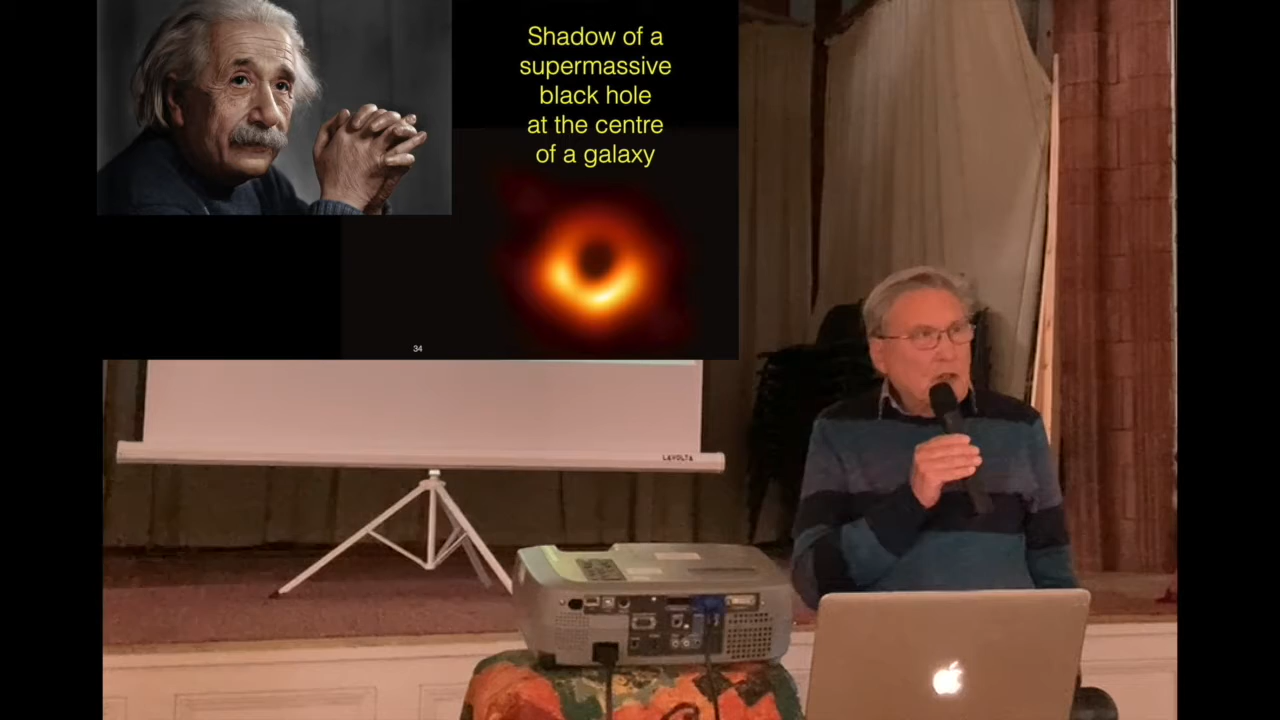 Shadow of a
supermassive
black hole
at the centre
of a galaxy
34
LAVOLTA